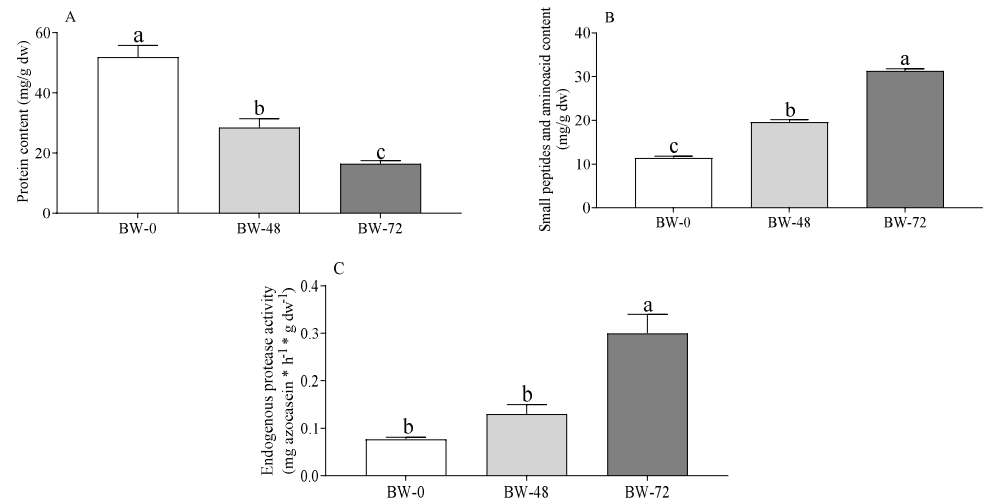 A
Protein content (mg/g dw)
60
40
20
0
a
b
c
BW-0
BW-48
BW-72
B
Small peptides and aminoacid content
(mg/g dw)
40
30
20
10
0
c
b
a
BW-0
BW-48
BW-72
C
Endogenous protease activity
(mg azocasein * h⁻¹ * g dw⁻¹)
0.4
0.3
0.2
0.1
0.0
b
b
a
BW-0
BW-48
BW-72